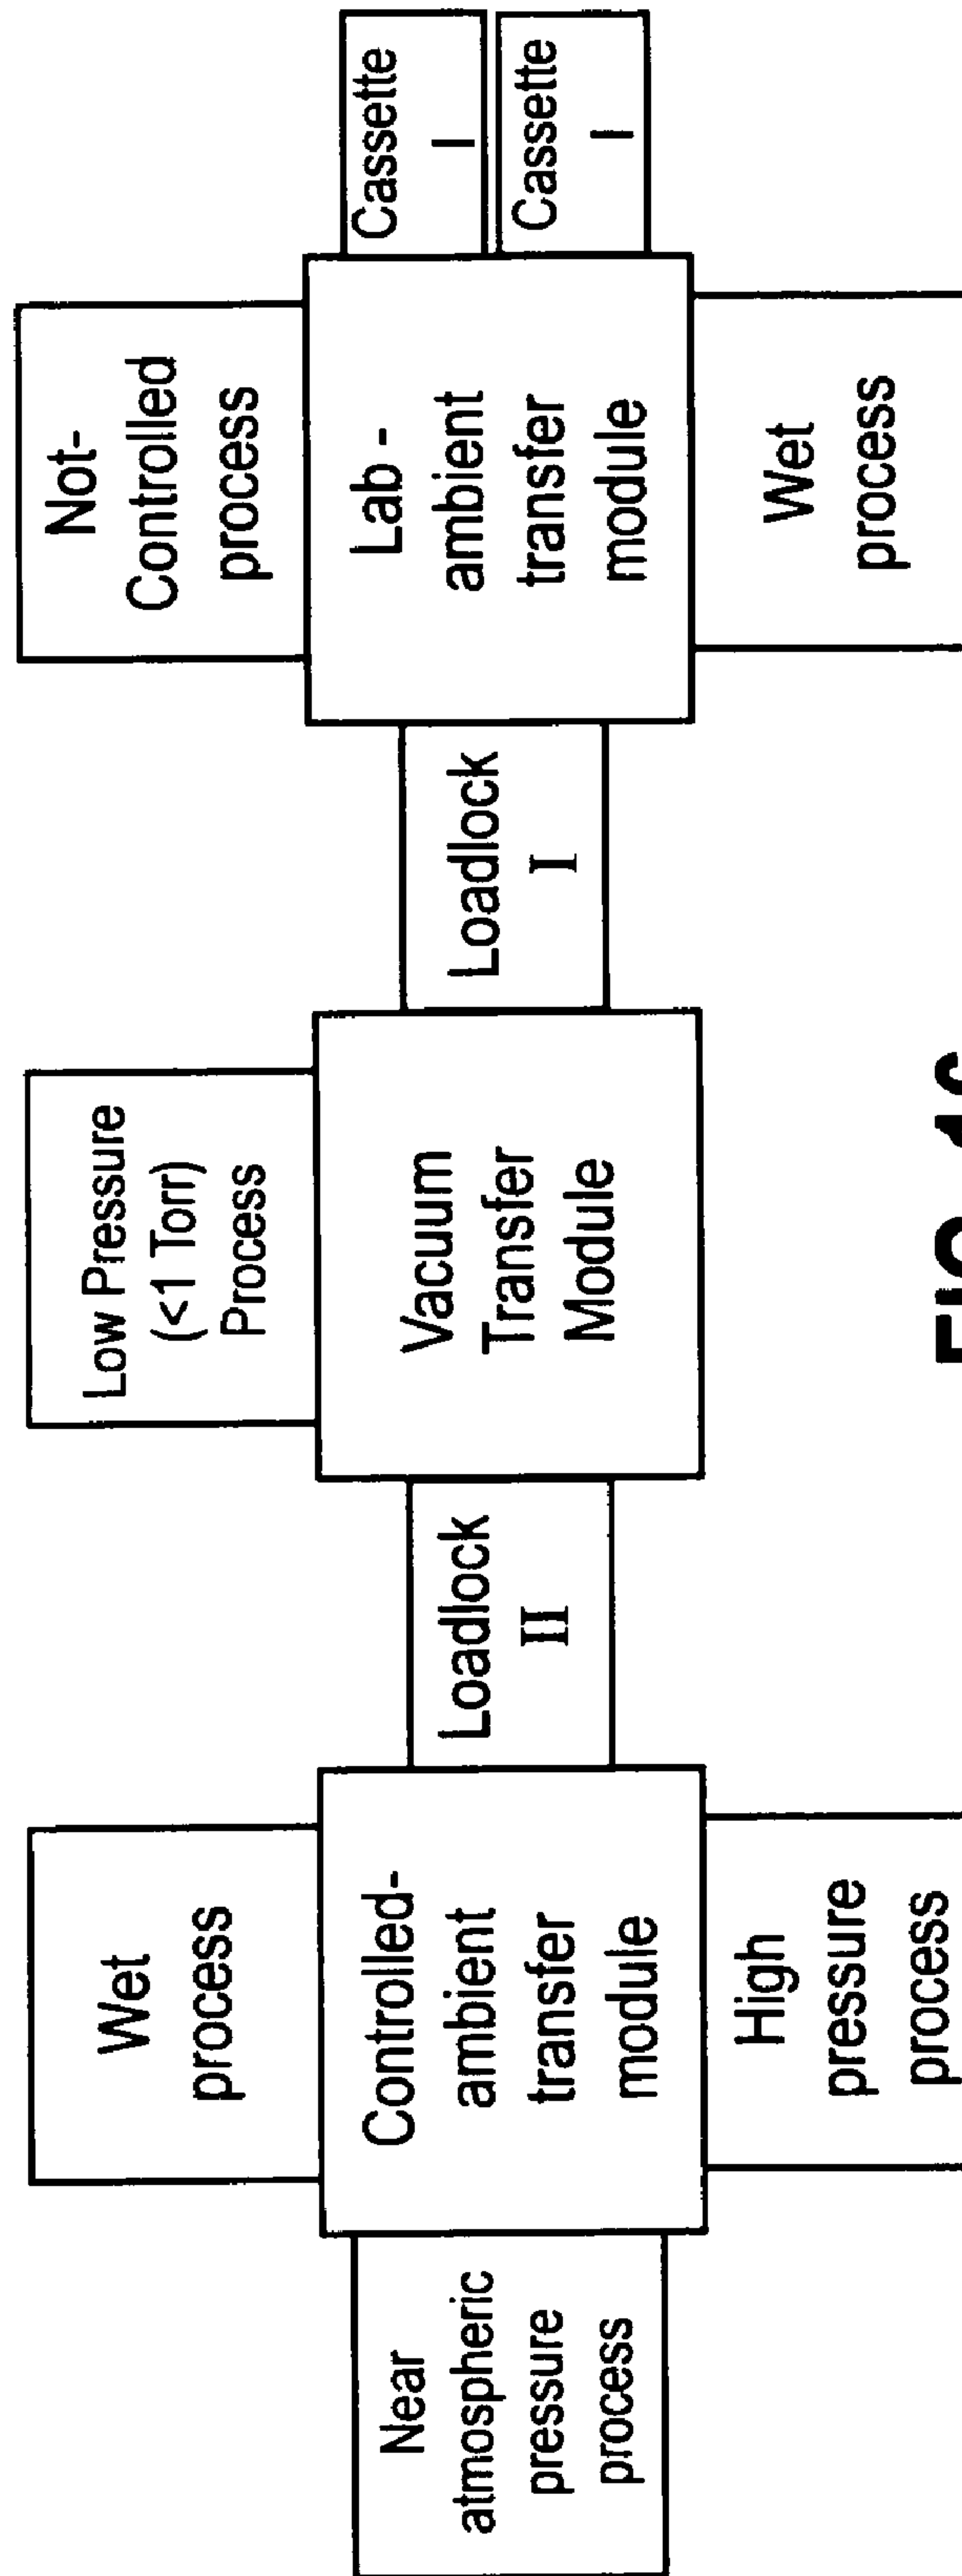 Wet
process
Low Pressure
(<1 Torr)
Process
Not-
Controlled
process
Near
atmospheric
pressure
process
Controlled-
ambient
transfer
module
Loadlock
II
Vacuum
Transfer
Module
Loadlock
I
Lab -
ambient
transfer
module
Cassette
I
Cassette
I
High
pressure
process
Wet
process
FIG.